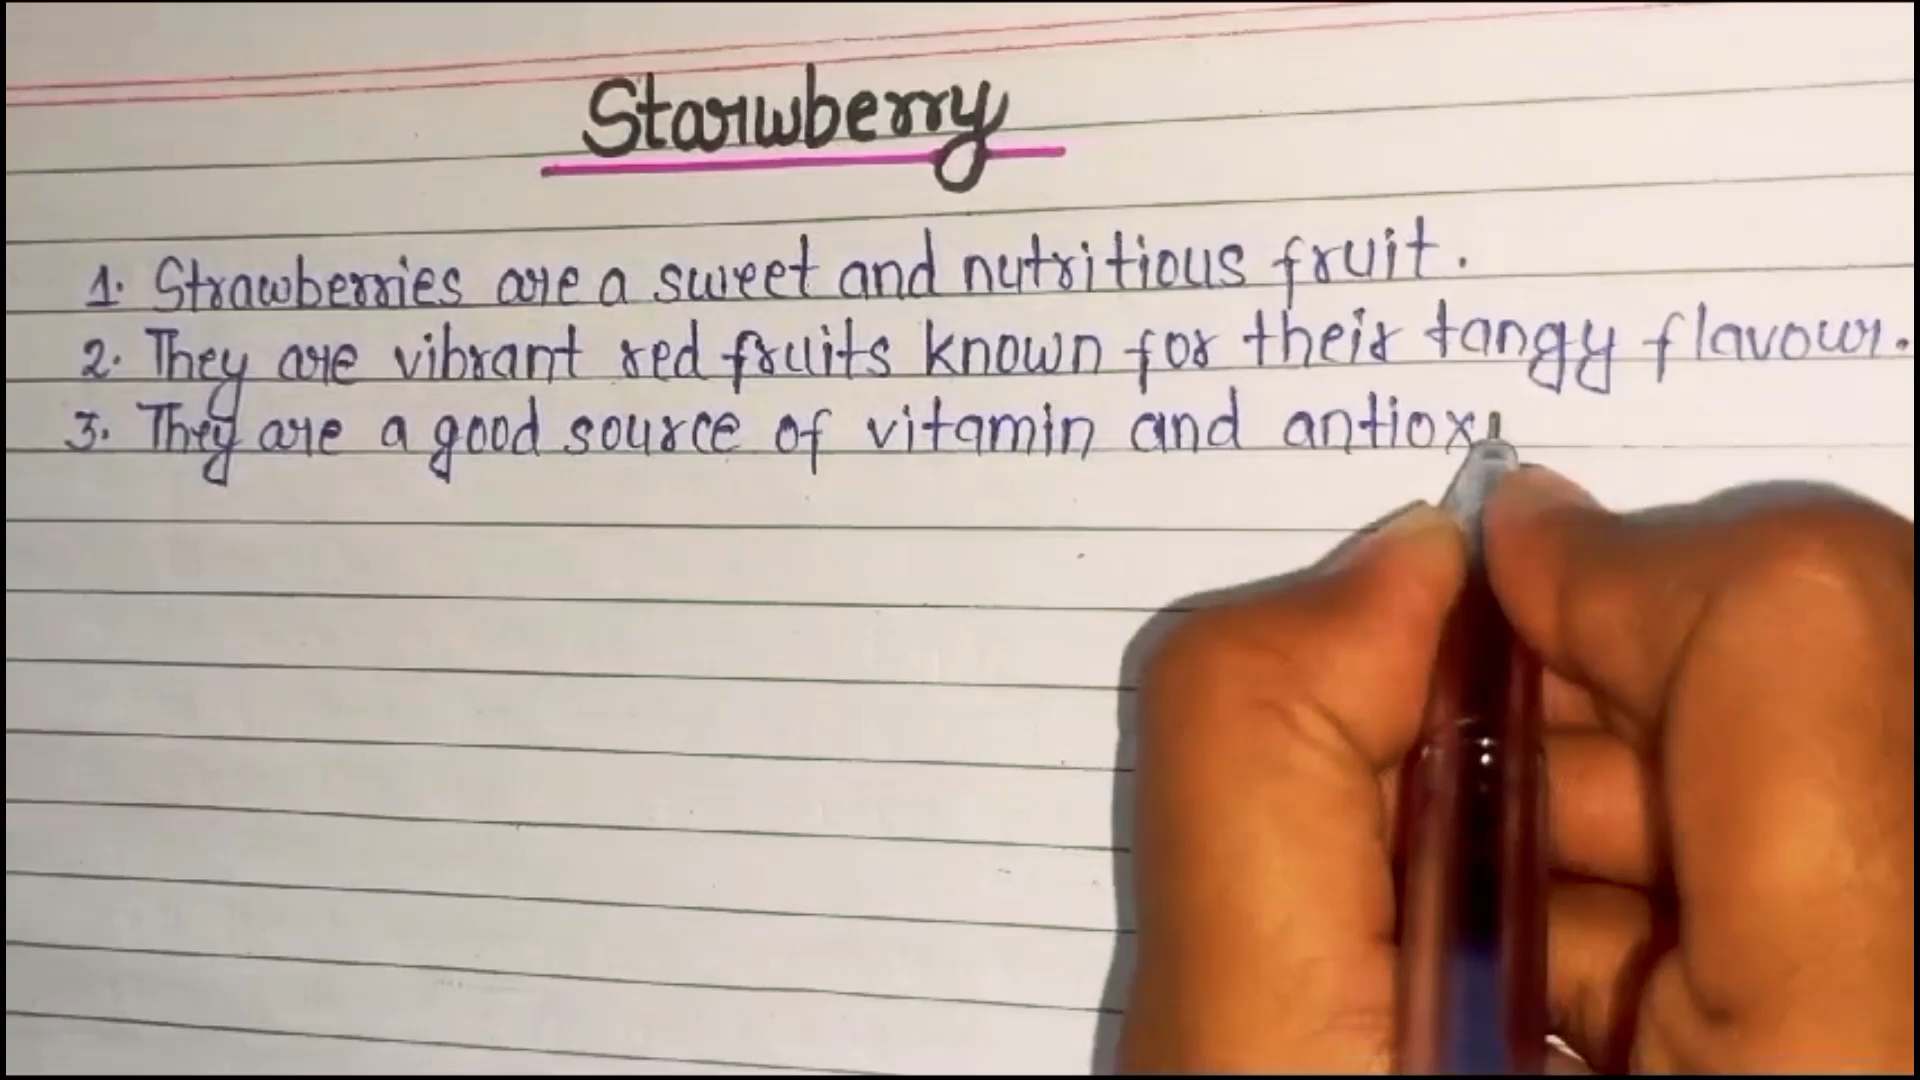 Starwberry
1. Strawberries are a sweet and nutritious fruit.
2. They are vibrant red fruits known for their tangy flavour.
3. They are a good source of vitamin and antioxi